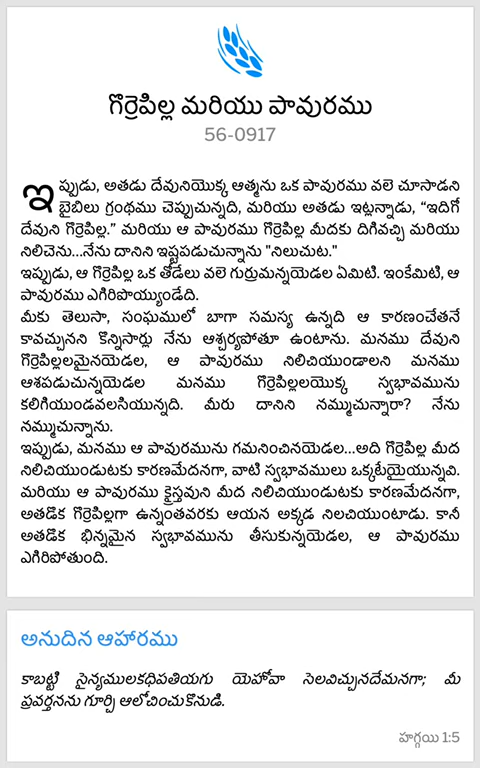 గొర్రెపిల్ల మరియు పావురము
56-0917
ఇప్పుడు, అతడు దేవునియొక్క ఆత్మను ఒక పావురము వలె చూసాడని
బైబిలు గ్రంథము చెప్పుచున్నది, మరియు అతడు ఇట్లన్నాడు, “ఇదిగో
దేవుని గొర్రెపిల్ల.” మరియు ఆ పావురము గొర్రెపిల్ల మీదకు దిగివచ్చి మరియు
నిలిచెను...నేను దానిని ఇష్టపడుచున్నాను "నిలుచుట."
ఇప్పుడు, ఆ గొర్రెపిల్ల ఒక తోడేలు వలె గుర్రుమన్నయెడల ఏమిటి. ఇంకేమిటి, ఆ
పావురము ఎగిరిపొయ్యుండేది.
మీకు తెలుసా, సంఘములో బాగా సమస్య ఉన్నది ఆ కారణంచేతనే
కావచ్చునని కొన్నిసార్లు నేను ఆశ్చర్యపోతూ ఉంటాను. మనము దేవుని
గొర్రెపిల్లలమైనయెడల, ఆ పావురము నిలిచియుండాలని మనము
ఆశపడుచున్నయెడల మనము గొర్రెపిల్లలయొక్క స్వభావమును
కలిగియుండవలసియున్నది. మీరు దానిని నమ్ముచున్నారా? నేను
నమ్ముచున్నాను.
ఇప్పుడు, మనము ఆ పావురమును గమనించినయెడల...అది గొర్రెపిల్ల మీద
నిలిచియుండుటకు కారణమేదనగా, వాటి స్వభావములు ఒక్కటేయైయున్నవి.
మరియు ఆ పావురము క్రైస్తవుని మీద నిలిచియుండుటకు కారణమేదనగా,
అతడొక గొర్రెపిల్లగా ఉన్నంతవరకు ఆయన అక్కడ నిలచియుంటాడు. కానీ
అతడొక భిన్నమైన స్వభావమును తీసుకున్నయెడల, ఆ పావురము
ఎగిరిపోతుంది.
అనుదిన ఆహారము
కాబట్టి సైన్యములకధిపతియగు యెహోవా సెలవిచ్చునదేమనగా; మీ
ప్రవర్తనను గూర్చి ఆలోచించుకొనుడి.
హగ్గయి 1:5